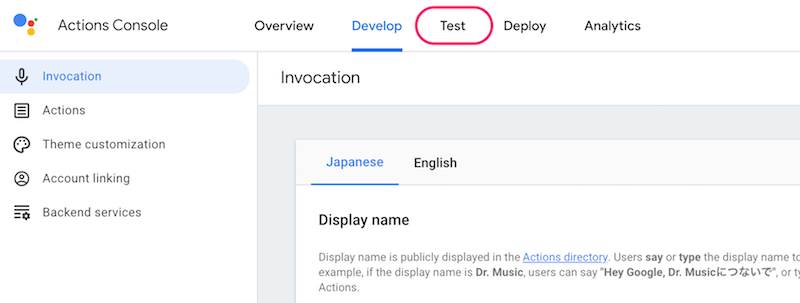 Actions Console Overview Develop Test Deploy Analytics
Invocation
Actions
Theme customization
Account linking
Backend services
Invocation
Japanese English
Display name
Display name is publicly displayed in the Actions directory. Users say or type the display name to
example, if the display name is Dr. Music, users can say "Hey Google, Dr. Musicにつないで", or ty
Actions.